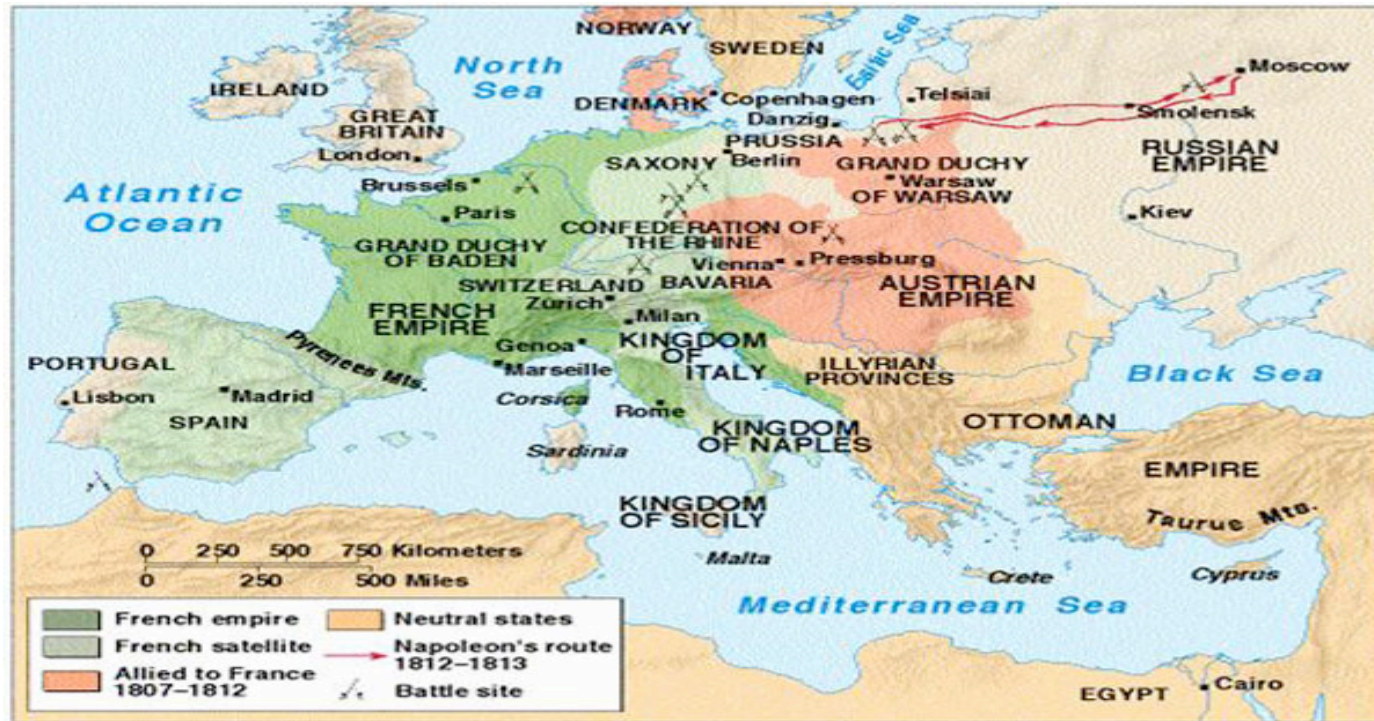 NORWAY
SWEDEN
Baltic Sea
North
Sea
IRELAND
GREAT
BRITAIN
London
DENMARK
Copenhagen
Danzig
Telsiai
Moscow
Smolensk
RUSSIAN
EMPIRE
PRUSSIA
Berlin
SAXONY
GRAND DUCHY
OF WARSAW
Warsaw
Kiev
Atlantic
Ocean
Brussels
Paris
GRAND DUCHY
OF BADEN
CONFEDERATION OF
THE RHINE
Vienna
Pressburg
SWITZERLAND
BAVARIA
AUSTRIAN
EMPIRE
Zürich
FRENCH
EMPIRE
Milan
Genoa
KINGDOM
OF
ITALY
Marseille
Pyrenees Mts.
PORTUGAL
Lisbon
Madrid
SPAIN
Corsica
Rome
ILLYRIAN
PROVINCES
Black Sea
Sardinia
KINGDOM
OF NAPLES
OTTOMAN
EMPIRE
Taurus Mts.
KINGDOM
OF SICILY
Malta
Crete
Cyprus
Mediterranean Sea
EGYPT
Cairo
0 250 500 750 Kilometers
0 250 500 Miles
French empire
French satellite
Allied to France
1807–1812
Neutral states
Napoleon's route
1812–1813
Battle site